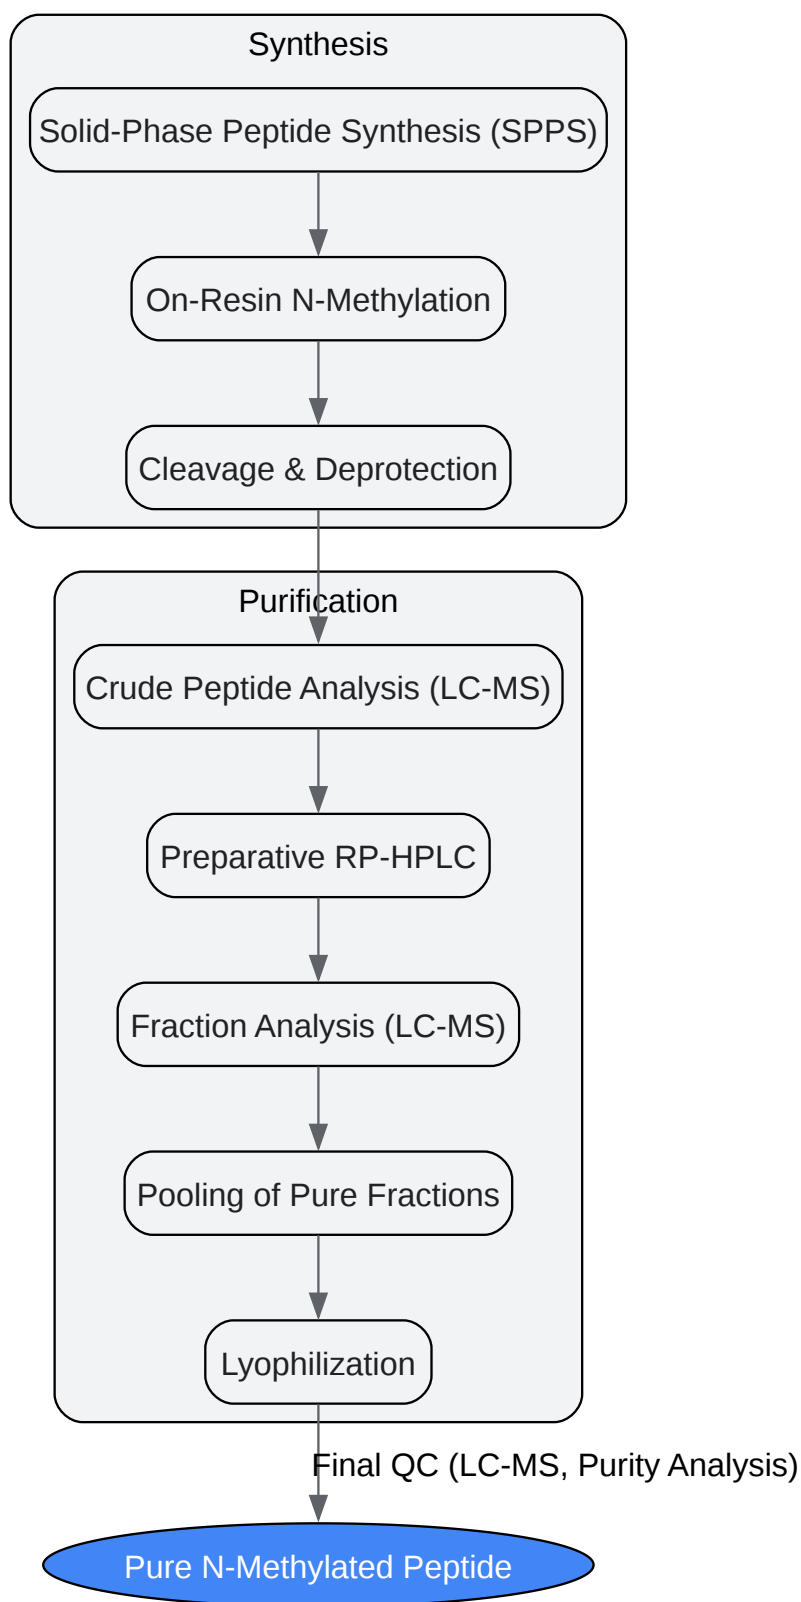 Synthesis
Solid-Phase Peptide Synthesis (SPPS)
On-Resin N-Methylation
Cleavage & Deprotection
Purification
Crude Peptide Analysis (LC-MS)
Preparative RP-HPLC
Fraction Analysis (LC-MS)
Pooling of Pure Fractions
Lyophilization
Final QC (LC-MS, Purity Analysis)
Pure N-Methylated Peptide